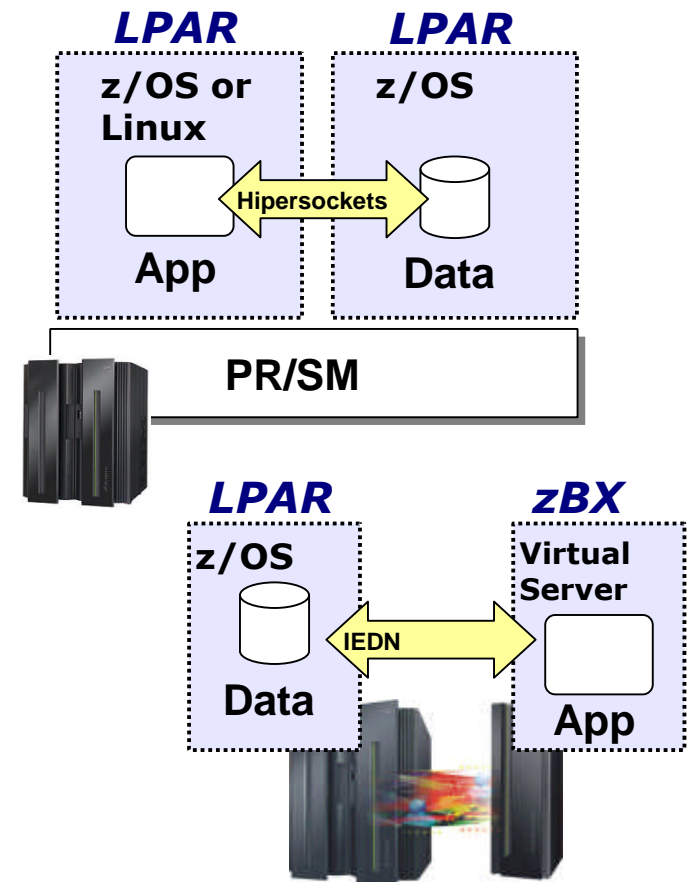 LPAR
LPAR
z/OS or
Linux
z/OS
Hipersockets
App
Data
PR/SM
LPAR
zBX
z/OS
Virtual
Server
IEDN
Data
App